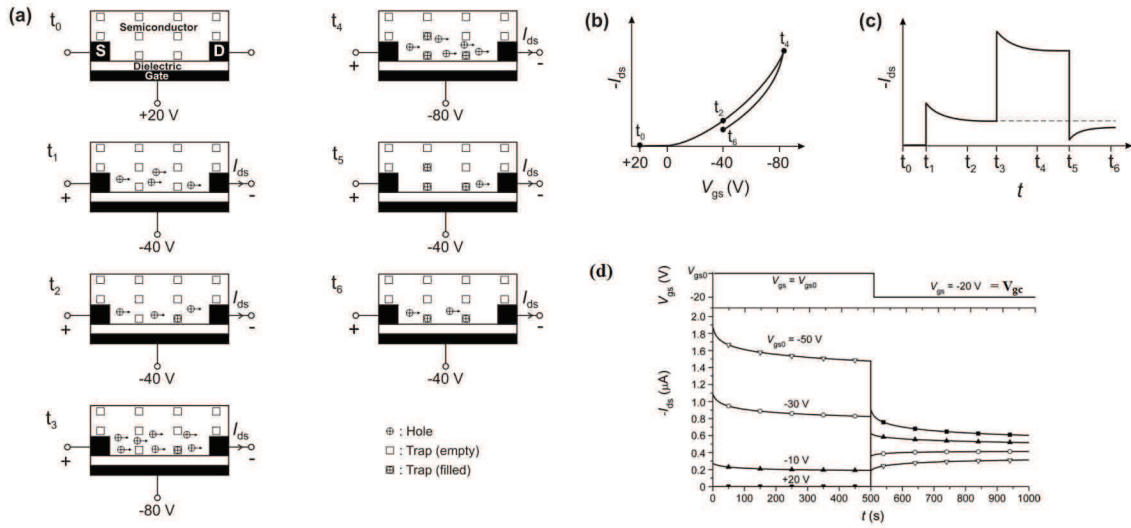 (a)
t0
Semiconductor
S
D
Dielectric
Gate
+20 V
t1
Ids
+
-
-40 V
t2
Ids
+
-
-40 V
t3
Ids
+
-
-80 V
t4
Ids
+
-
-80 V
t5
Ids
+
-
-40 V
t6
Ids
+
-
-40 V
: Hole
: Trap (empty)
: Trap (filled)
(b)
-Ids
t4
t2
t6
t0
+20 0 -40 -80
Vgs (V)
(c)
-Ids
t0 t1 t2 t3 t4 t5 t6
t
(d)
Vgs (V)
Vgs0
-20
Vgs = Vgs0
Vgs = -20 V = Vgc
-Ids (μA)
2.0
1.8
1.6
1.4
1.2
1.0
0.8
0.6
0.4
0.2
0
Vgs0 = -50 V
-30 V
-10 V
+20 V
0 100 200 300 400 500 600 700 800 900 1000
t (s)